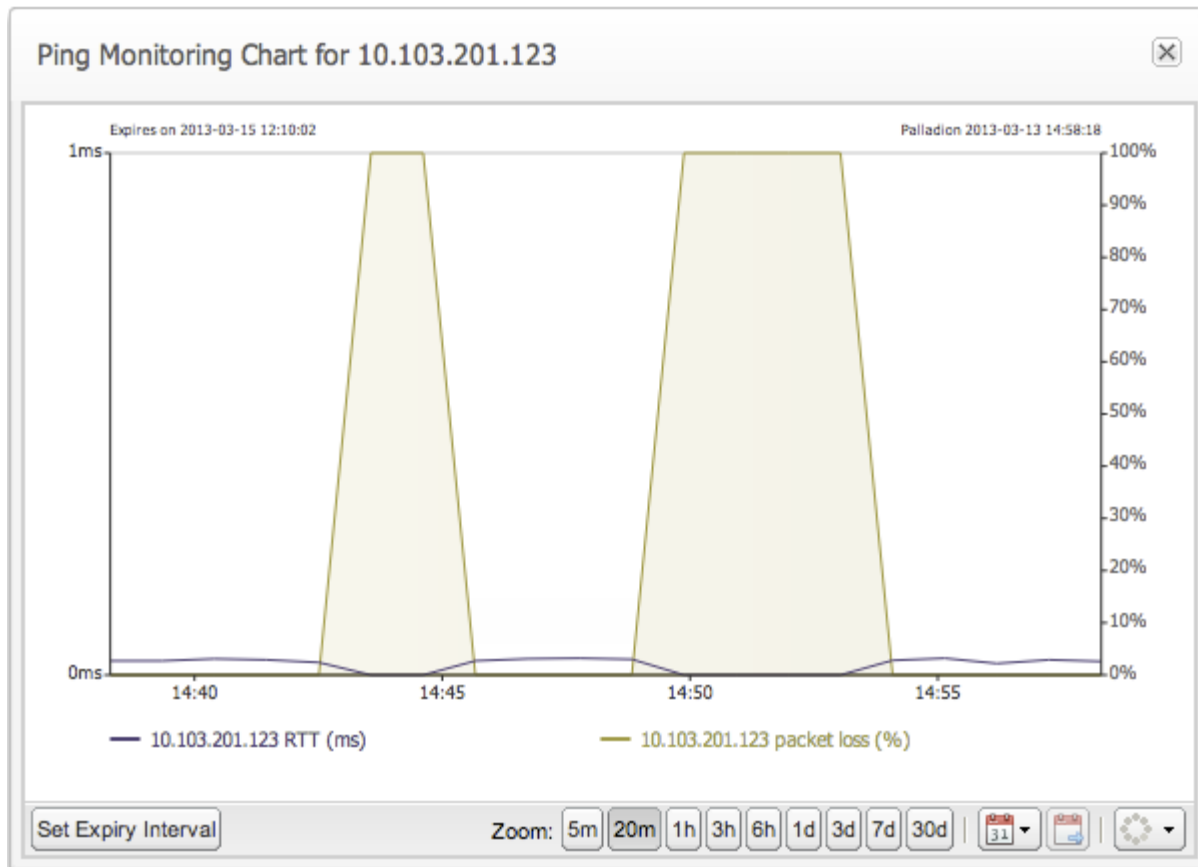 Ping Monitoring Chart for 10.103.201.123
Expires on 2013-03-15 12:10:02
Palladion 2013-03-13 14:58:18
1ms
100%
90%
80%
70%
60%
50%
40%
30%
20%
10%
0ms
0%
14:40
14:45
14:50
14:55
10.103.201.123 RTT (ms)
10.103.201.123 packet loss (%)
Set Expiry Interval
Zoom: 5m 20m 1h 3h 6h 1d 3d 7d 30d
31